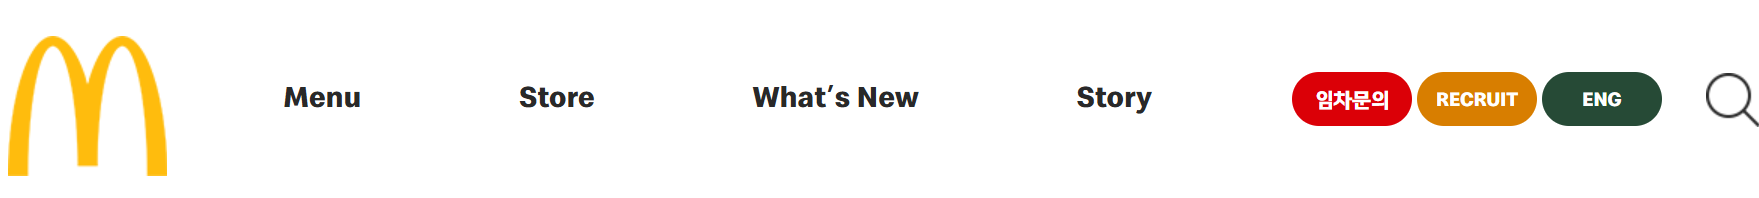 Menu Store What's New Story 임차문의 RECRUIT ENG